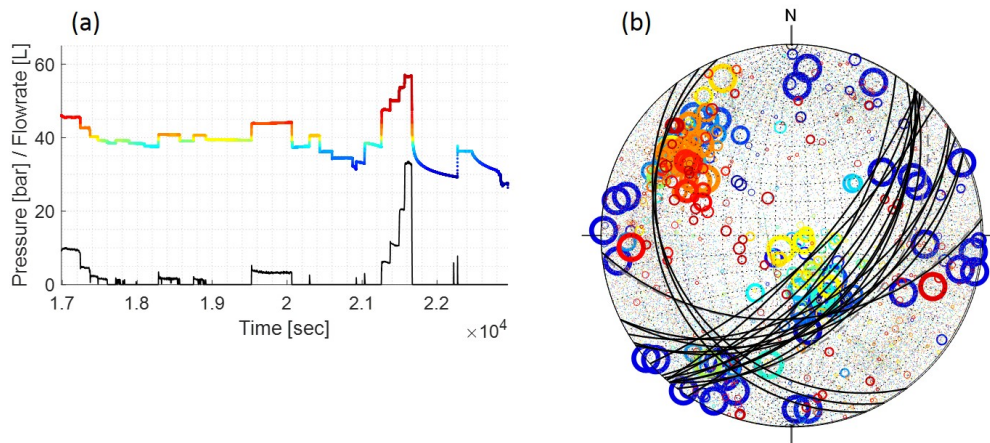 (a)
(b)
N
Pressure [bar] / Flowrate [L]
60
40
20
0
1.7
1.8
1.9
2
2.1
2.2
Time [sec]
×10⁴